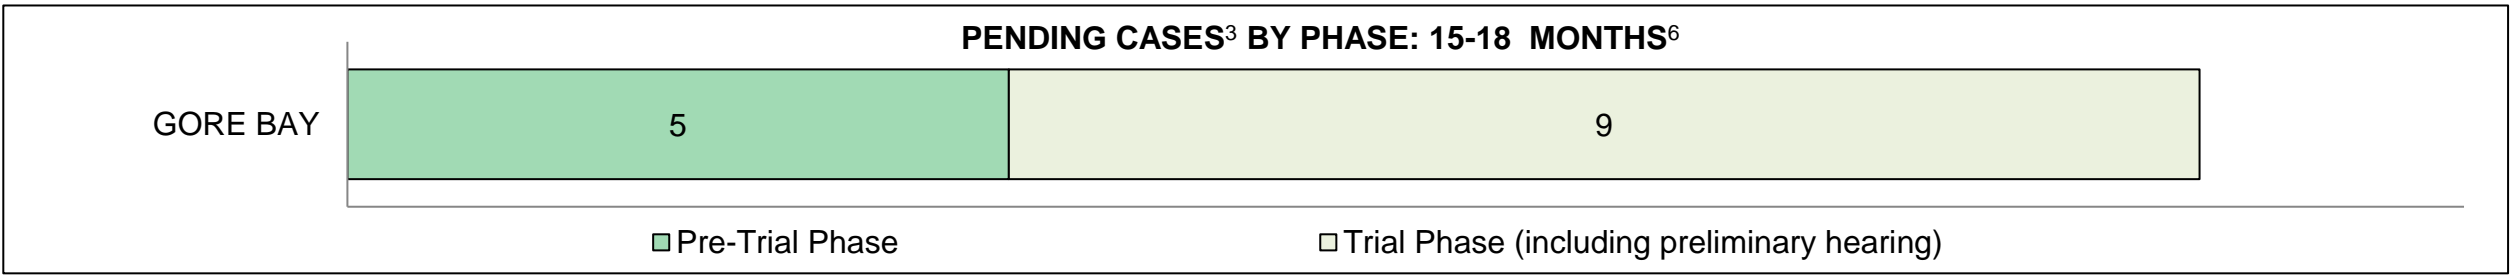 PENDING CASES³ BY PHASE: 15-18 MONTHS⁶
GORE BAY
5
9
Pre-Trial Phase
Trial Phase (including preliminary hearing)